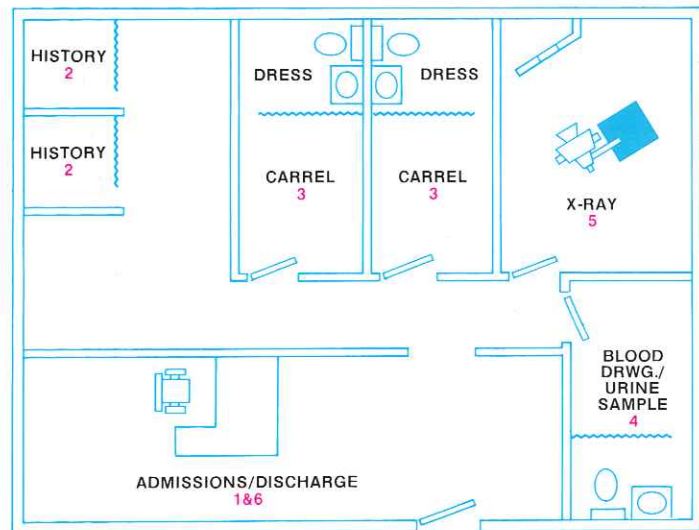 HISTORY
2
HISTORY
2
DRESS
DRESS
CARREL
3
CARREL
3
X-RAY
5
BLOOD
DRWG./
URINE
SAMPLE
4
ADMISSIONS/DISCHARGE
1&6